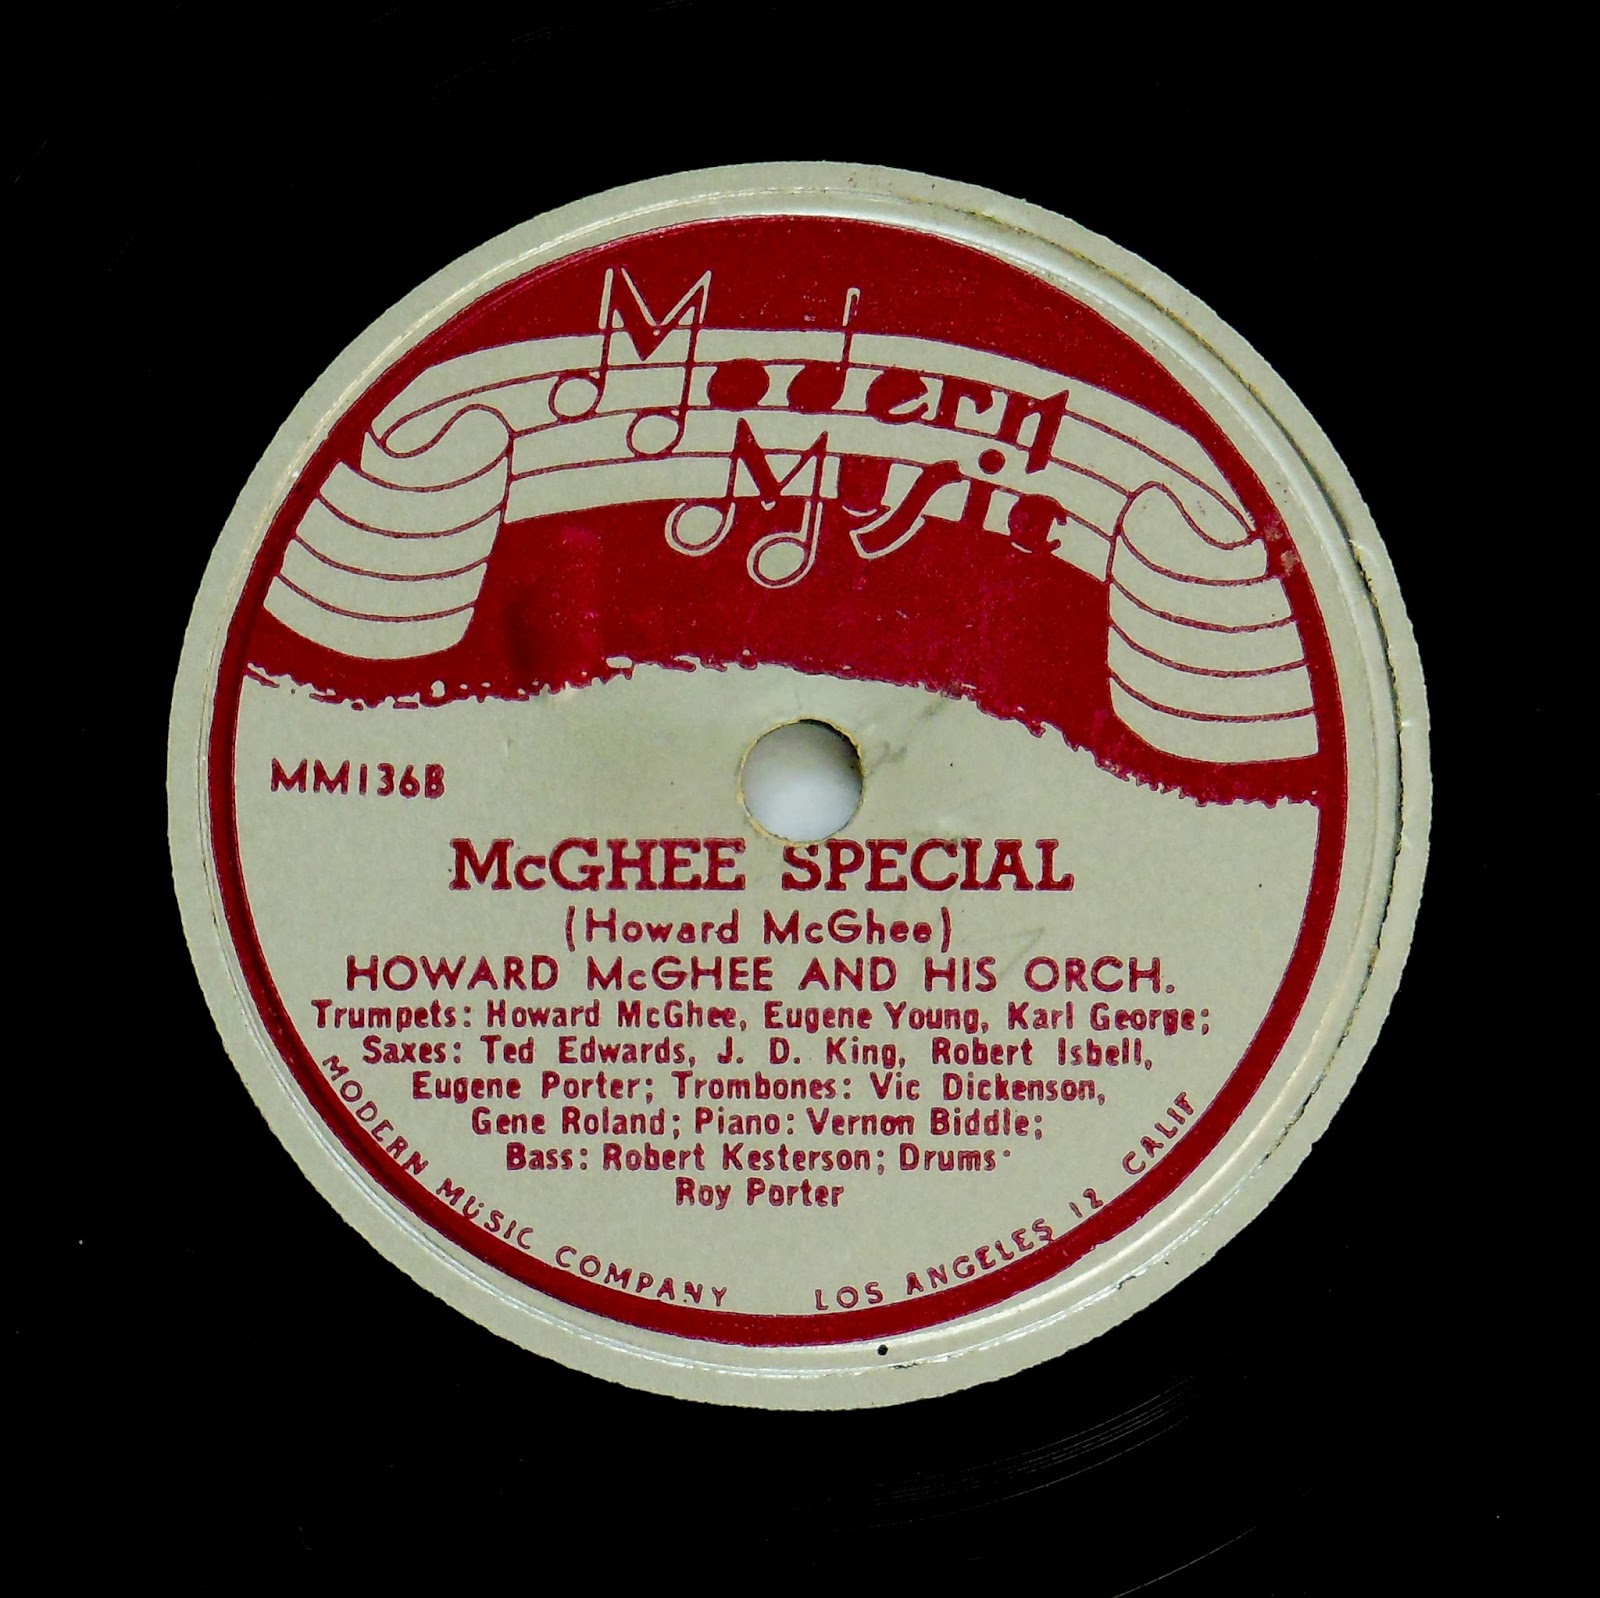 Modern
Music
MM136B
McGHEE SPECIAL
(Howard McGhee)
HOWARD McGHEE AND HIS ORCH.
Trumpets: Howard McGhee, Eugene Young, Karl George;
Saxes: Ted Edwards, J. D. King, Robert Isbell,
Eugene Porter; Trombones: Vic Dickenson,
Gene Roland; Piano: Vernon Biddle;
Bass: Robert Kesterson; Drums·
Roy Porter
MODERN MUSIC COMPANY LOS ANGELES 12 CALIF